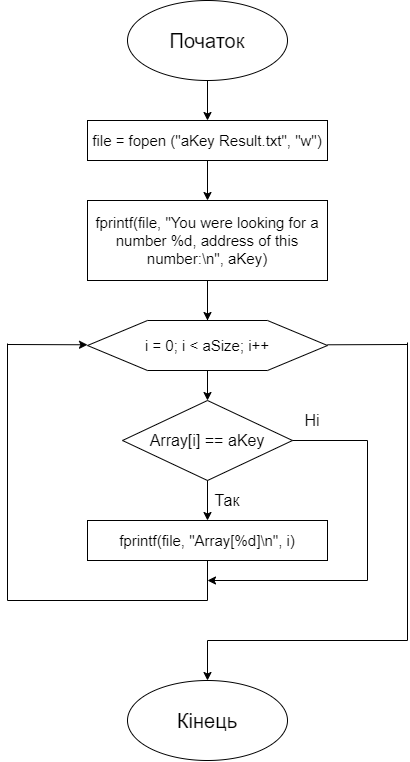 Початок
file = fopen ("aKey Result.txt", "w")
fprintf(file, "You were looking for a
number %d, address of this
number:\n", aKey)
i = 0; i < aSize; i++
Array[i] == aKey
Ні
Так
fprintf(file, "Array[%d]\n", i)
Кінець